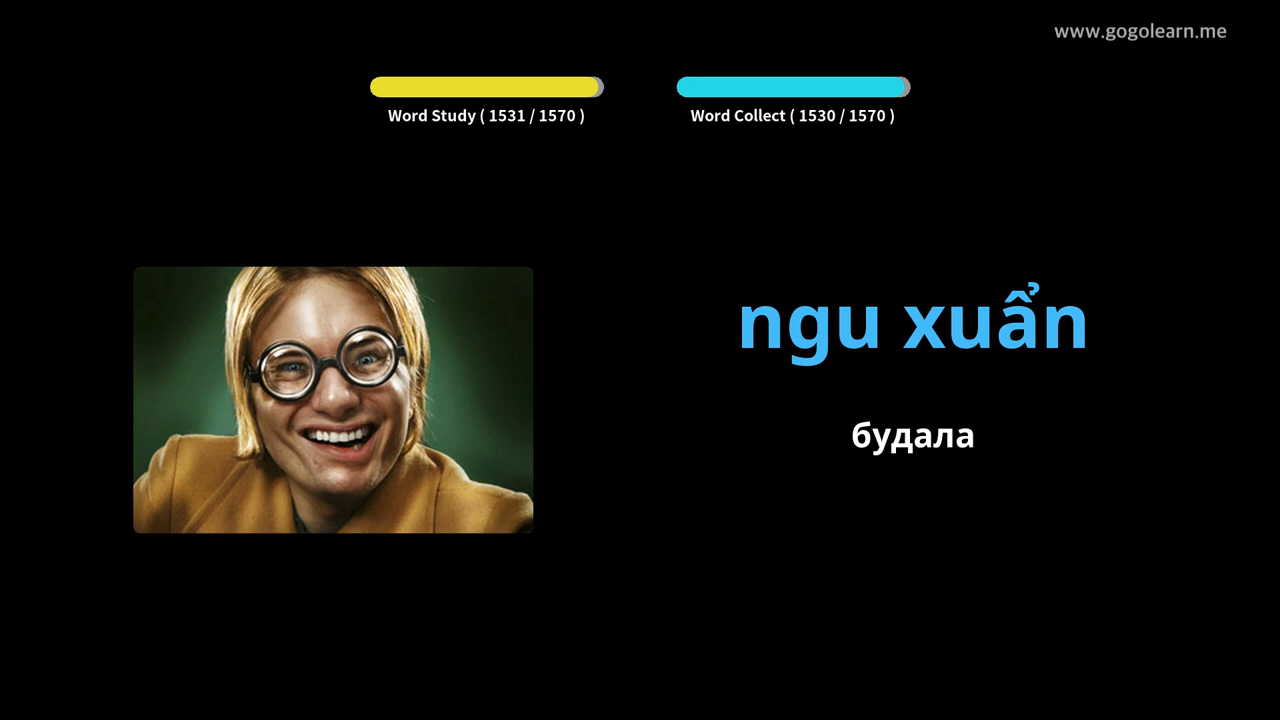 www.gogolearn.me
Word Study ( 1531 / 1570 )
Word Collect ( 1530 / 1570 )
ngu xuẩn
будала